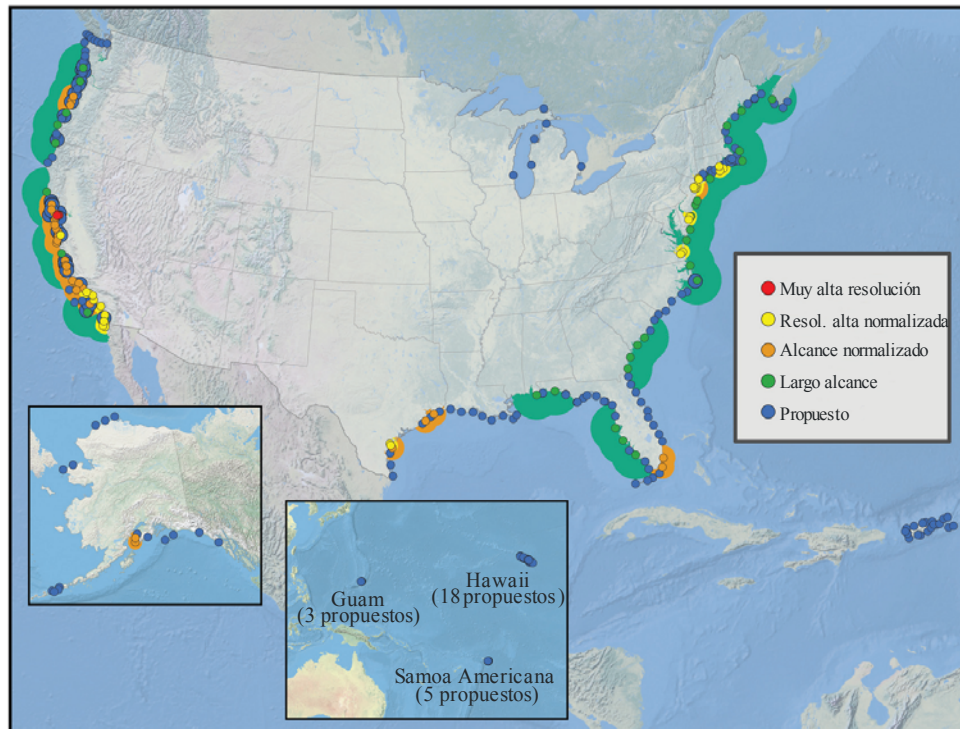 Muy alta resolución
Resol. alta normalizada
Alcance normalizado
Largo alcance
Propuesto
Guam
(3 propuestos)
Hawaii
(18 propuestos)
Samoa Americana
(5 propuestos)